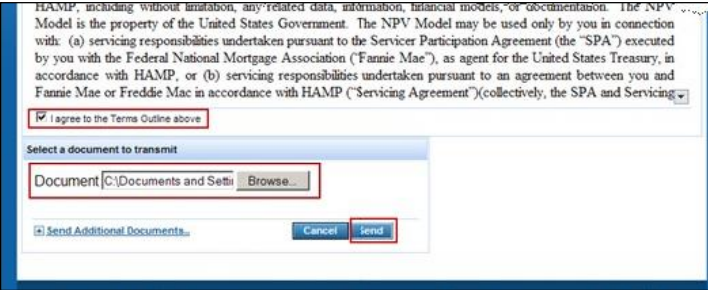 HAMP, including without limitation, any related data, information, financial models, or documentation. The NPV
Model is the property of the United States Government. The NPV Model may be used only by you in connection
with: (a) servicing responsibilities undertaken pursuant to the Servicer Participation Agreement (the “SPA”) executed
by you with the Federal National Mortgage Association (“Fannie Mae”), as agent for the United States Treasury, in
accordance with HAMP, or (b) servicing responsibilities undertaken pursuant to an agreement between you and
Fannie Mae or Freddie Mac in accordance with HAMP (“Servicing Agreement”)(collectively, the SPA and Servicing
I agree to the Terms Outline above
Select a document to transmit
Document C:\Documents and Settin Browse...
Send Additional Documents... Cancel Send